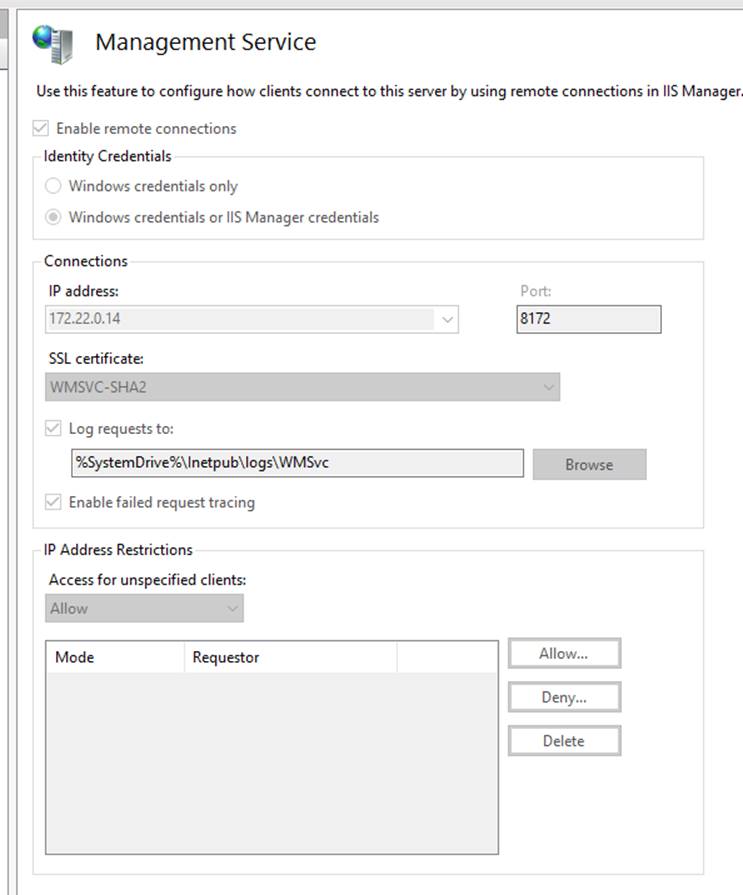 Management Service
Use this feature to configure how clients connect to this server by using remote connections in IIS Manager.
Enable remote connections
Identity Credentials
Windows credentials only
Windows credentials or IIS Manager credentials
Connections
IP address:
Port:
172.22.0.14
8172
SSL certificate:
WMSVC-SHA2
Log requests to:
%SystemDrive%\Inetpub\logs\WMSvc
Browse
Enable failed request tracing
IP Address Restrictions
Access for unspecified clients:
Allow
Mode Requestor
Allow...
Deny...
Delete